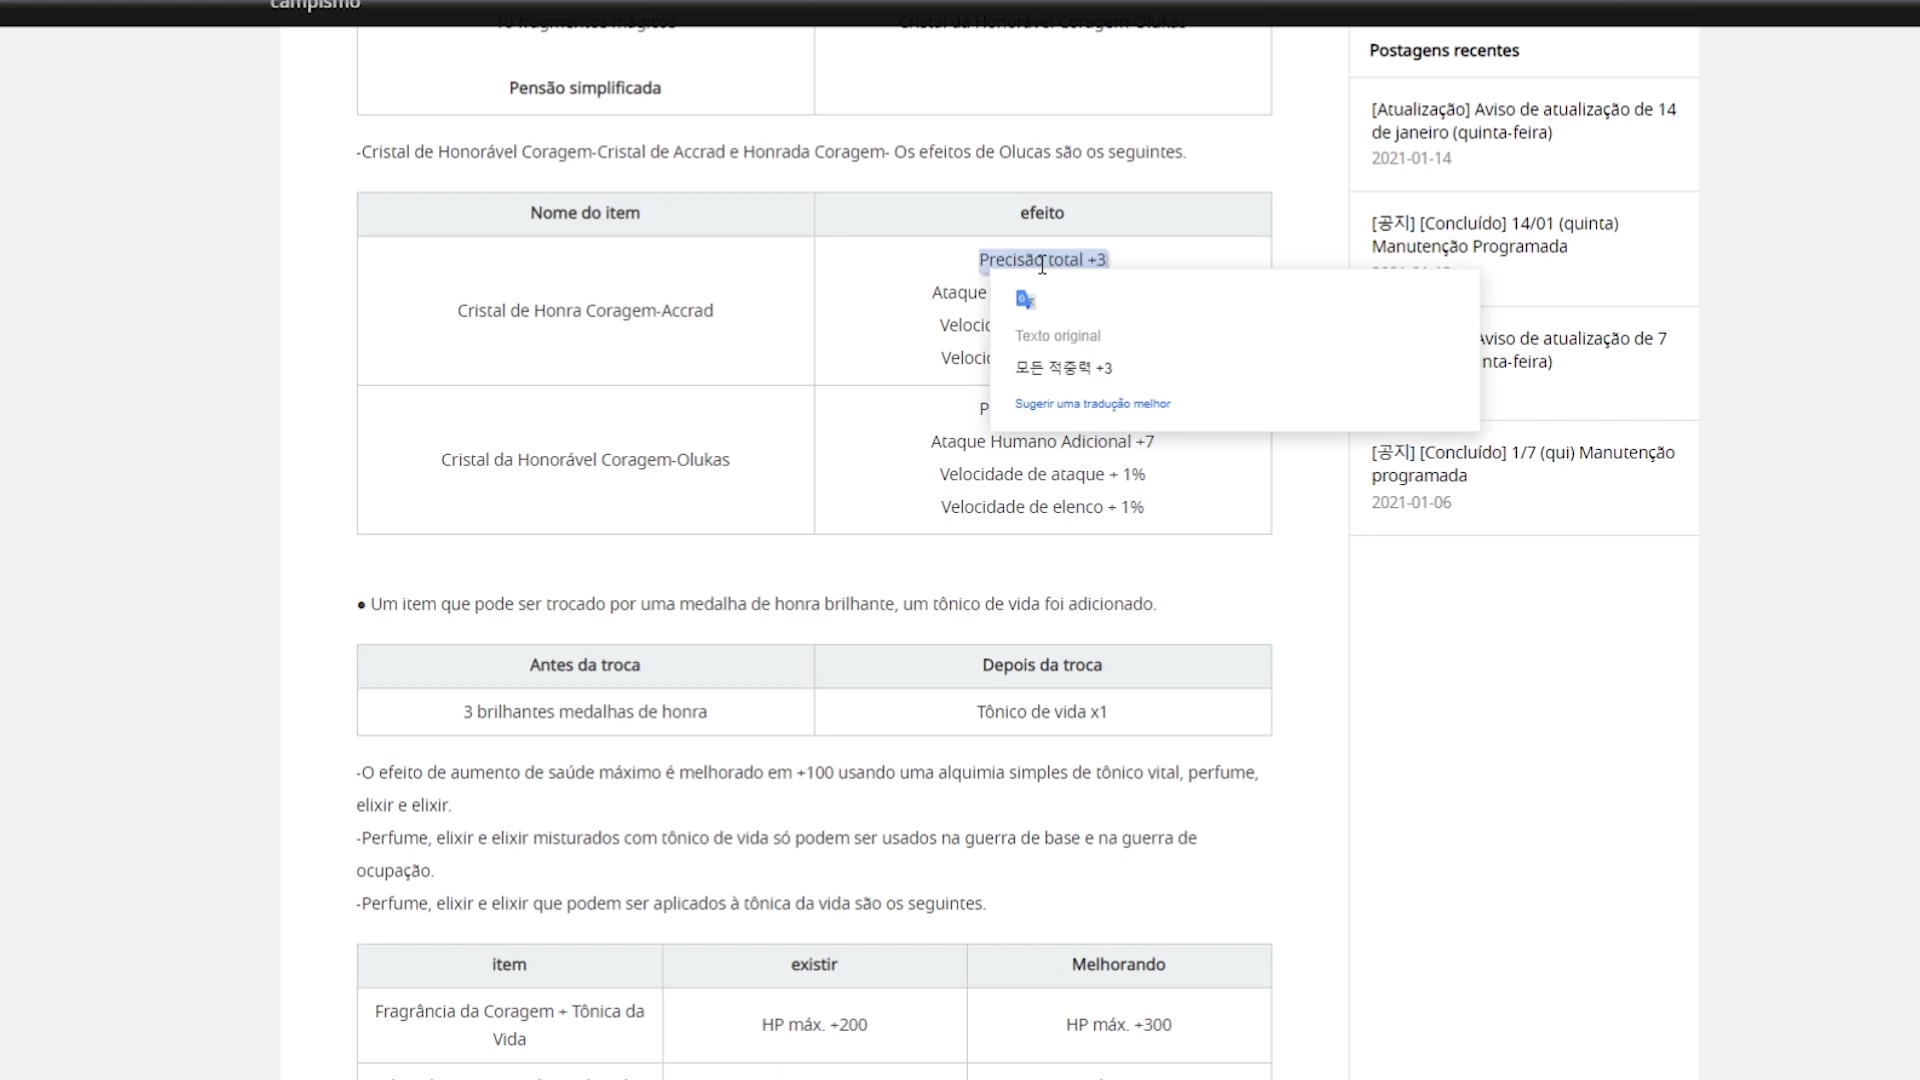 campismo
10 fragmentos mágicos
Cristal da Honorável Coragem-Olukas
Pensão simplificada
-Cristal de Honorável Coragem-Cristal de Accrad e Honrada Coragem- Os efeitos de Olucas são os seguintes.
Nome do item
efeito
Cristal de Honra Coragem-Accrad
Precisão total +3
Ataque
Texto original
모든 적중력 +3
Sugerir uma tradução melhor
Cristal da Honorável Coragem-Olukas
Ataque Humano Adicional +7
Velocidade de ataque + 1%
Velocidade de elenco + 1%
● Um item que pode ser trocado por uma medalha de honra brilhante, um tônico de vida foi adicionado.
Antes da troca
Depois da troca
3 brilhantes medalhas de honra
Tônico de vida x1
-O efeito de aumento de saúde máximo é melhorado em +100 usando uma alquimia simples de tônico vital, perfume,
elixir e elixir.
-Perfume, elixir e elixir misturados com tônico de vida só podem ser usados na guerra de base e na guerra de
ocupação.
-Perfume, elixir e elixir que podem ser aplicados à tônica da vida são os seguintes.
item
existir
Melhorando
Fragrância da Coragem + Tônica da
Vida
HP máx. +200
HP máx. +300
Postagens recentes
[Atualização] Aviso de atualização de 14
de janeiro (quinta-feira)
2021-01-14
[공지] [Concluído] 14/01 (quinta)
Manutenção Programada
Aviso de atualização de 7
[공지] [Concluído] 1/7 (qui) Manutenção
programada
2021-01-06